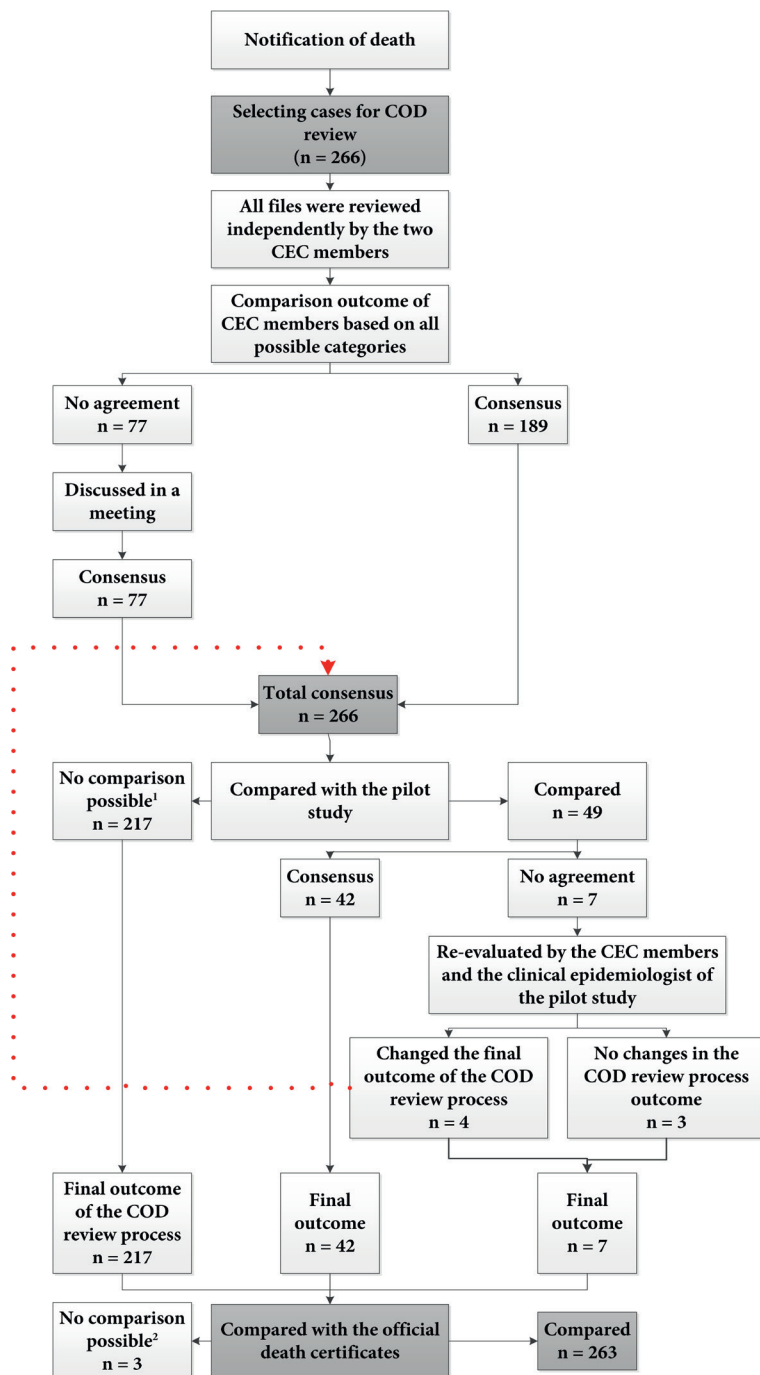 Notification of death
Selecting cases for COD
review
(n = 266)
All files were reviewed
independently by the two
CEC members
Comparison outcome of
CEC members based on all
possible categories
No agreement
n = 77
Consensus
n = 189
Discussed in a
meeting
Consensus
n = 77
Total consensus
n = 266
No comparison
possible¹
n = 217
Compared with the pilot
study
Compared
n = 49
Consensus
n = 42
No agreement
n = 7
Re-evaluated by the CEC members
and the clinical epidemiologist of
the pilot study
Changed the final
outcome of the COD
review process
n = 4
No changes in the
COD review process
outcome
n = 3
Final outcome
of the COD
review process
n = 217
Final
outcome
n = 42
Final
outcome
n = 7
No comparison
possible²
n = 3
Compared with the official
death certificates
Compared
n = 263